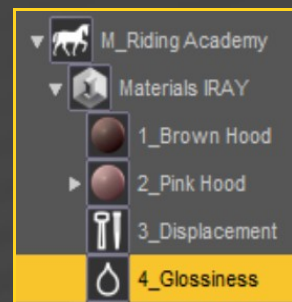 M_Riding Academy
Materials IRAY
1_Brown Hood
2_Pink Hood
3_Displacement
4_Glossiness